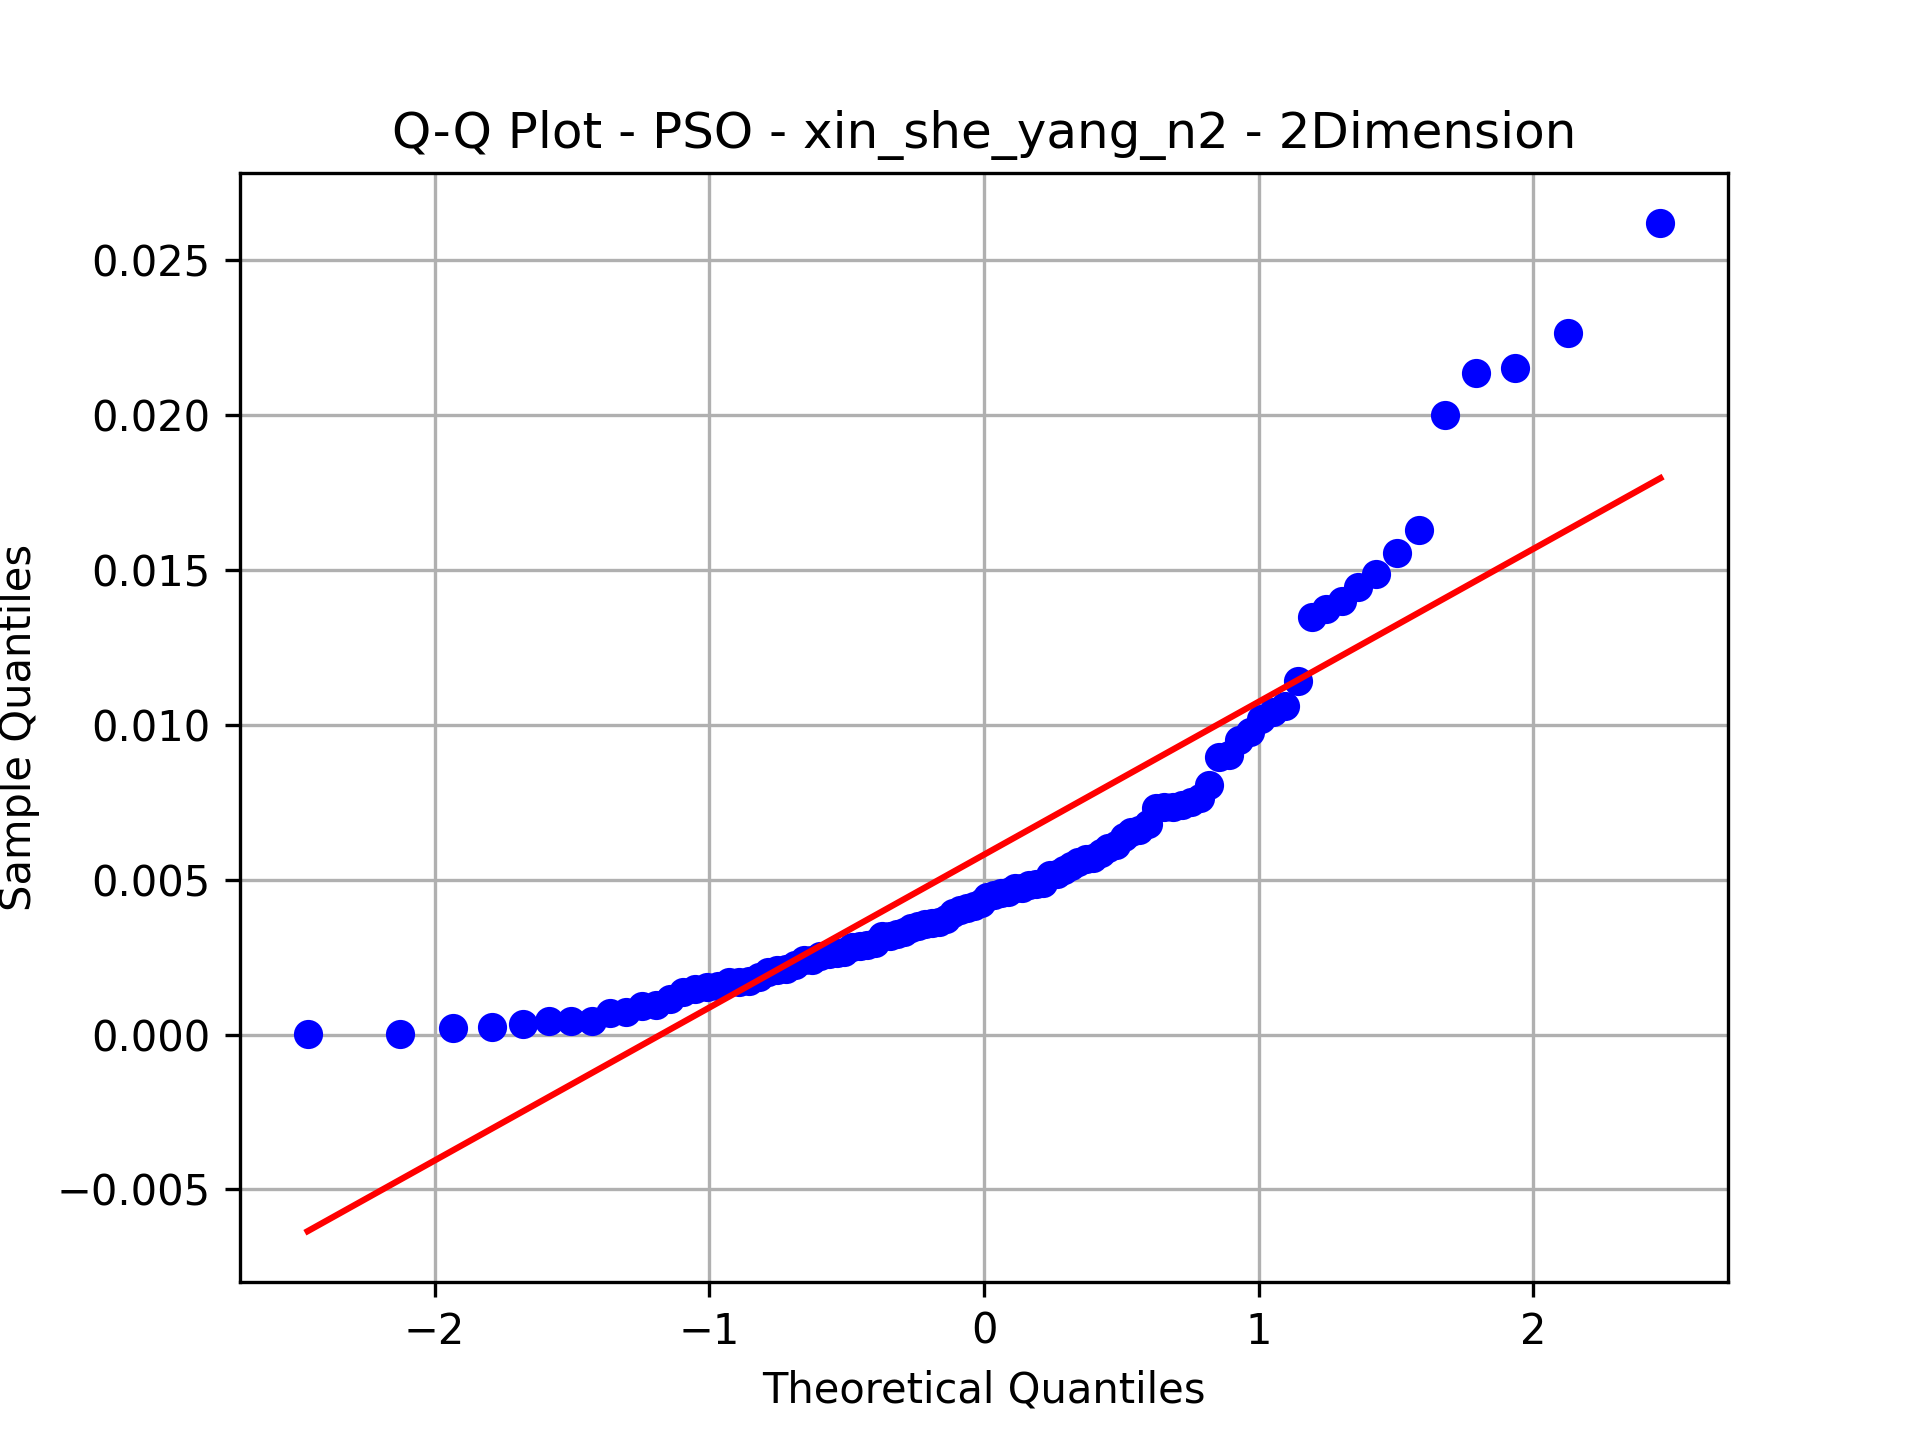 Q-Q Plot - PSO - xin_she_yang_n2 - 2Dimension
0.025
0.020
0.015
0.010
0.005
0.000
−0.005
Sample Quantiles
−2 −1 0 1 2
Theoretical Quantiles